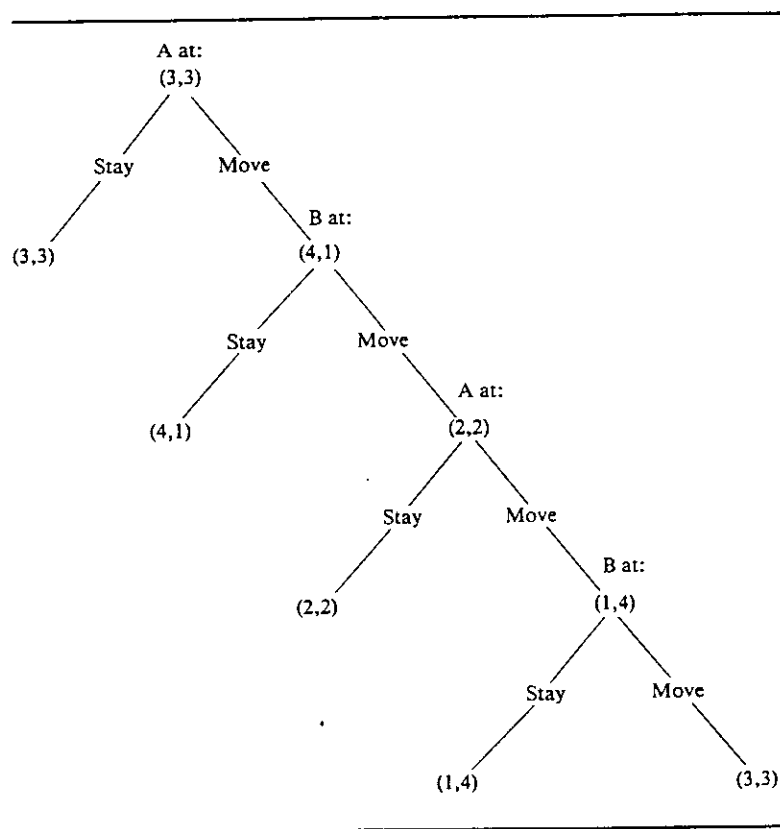 A at:
(3,3)
Stay Move
B at:
(3,3) (4,1)
Stay Move
A at:
(4,1) (2,2)
Stay Move
B at:
(2,2) (1,4)
Stay Move
(1,4) (3,3)